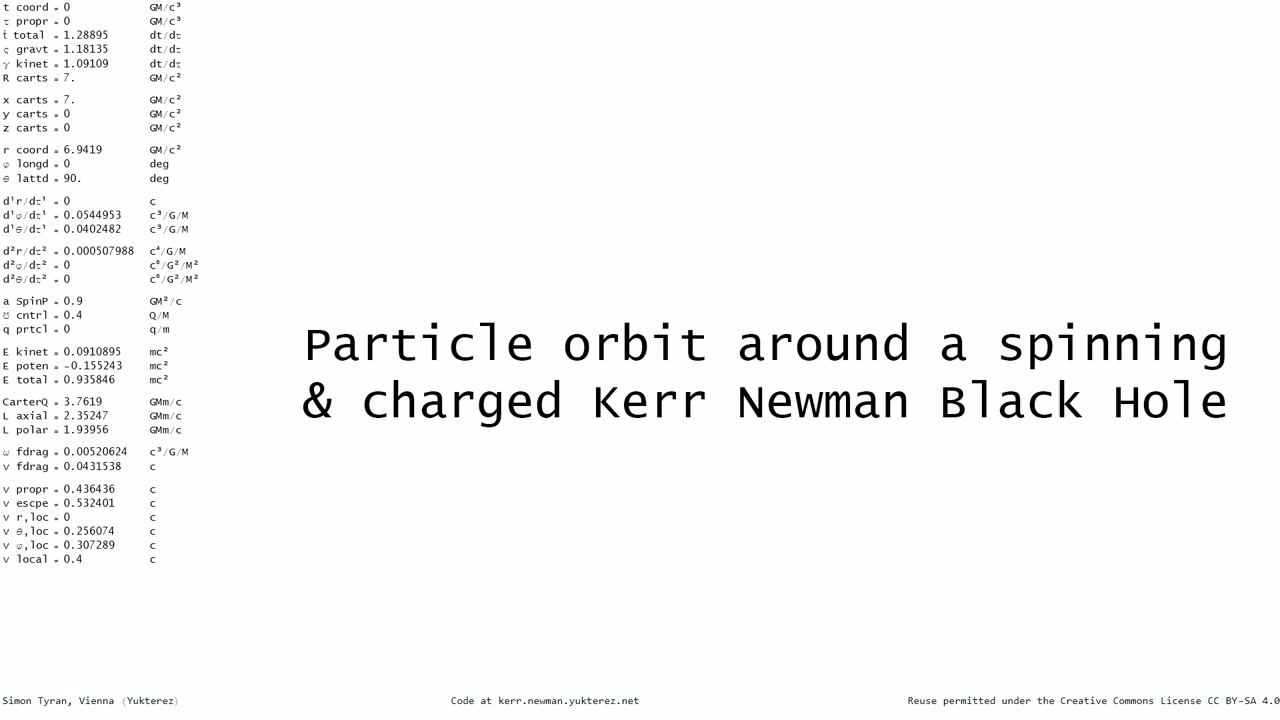 t coord = 0 GM/c³
τ propr = 0 GM/c³
ṫ total = 1.28895 dt/dτ
ς gravt = 1.18135 dt/dτ
γ kinet = 1.09109 dt/dτ
R carts = 7. GM/c²
x carts = 7. GM/c²
y carts = 0 GM/c²
z carts = 0 GM/c²
r coord = 6.9419 GM/c²
φ longd = 0 deg
θ lattd = 90. deg
d¹r/dτ¹ = 0 c
d¹φ/dτ¹ = 0.0544953 c³/G/M
d¹θ/dτ¹ = 0.0402482 c³/G/M
d²r/dτ² = 0.000507988 c⁴/G/M
d²φ/dτ² = 0 c⁶/G²/M²
d²θ/dτ² = 0 c⁶/G²/M²
a SpinP = 0.9 GM²/c
℧ cntrl = 0.4 Q/M
q prtcl = 0 q/m
E kinet = 0.0910895 mc²
E poten = -0.155243 mc²
E total = 0.935846 mc²
CarterQ = 3.7619 GMm/c
L axial = 2.35247 GMm/c
L polar = 1.93956 GMm/c
ω fdrag = 0.00520624 c³/G/M
v fdrag = 0.0431538 c
v propr = 0.436436 c
v escpe = 0.532401 c
v r,loc = 0 c
v θ,loc = 0.256074 c
v φ,loc = 0.307289 c
v local = 0.4 c
Particle orbit around a spinning
& charged Kerr Newman Black Hole
Simon Tyran, Vienna (Yukterez)
Code at kerr.newman.yukterez.net
Reuse permitted under the Creative Commons License CC BY-SA 4.0